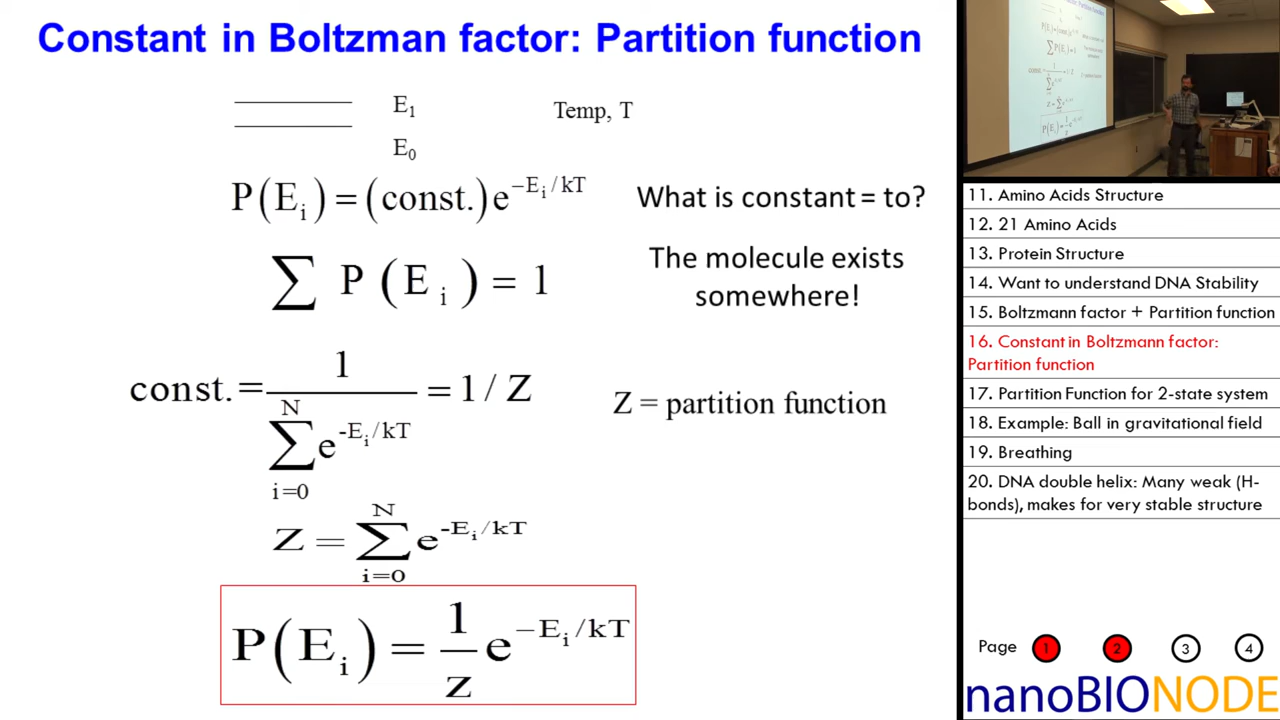 Constant in Boltzman factor: Partition function
E₁
Temp, T
E₀
P(Eᵢ) = (const.) e^(−Eᵢ/kT)
What is constant = to?
∑ P (Eᵢ) = 1
The molecule exists
somewhere!
const. = 1 / ∑_{i=0}^{N} e^(-Eᵢ/kT) = 1 / Z
Z = partition function
Z = ∑_{i=0}^{N} e^(-Eᵢ/kT)
P(Eᵢ) = 1/z e^(−Eᵢ/kT)
11. Amino Acids Structure
12. 21 Amino Acids
13. Protein Structure
14. Want to understand DNA Stability
15. Boltzmann factor + Partition function
16. Constant in Boltzmann factor:
Partition function
17. Partition Function for 2-state system
18. Example: Ball in gravitational field
19. Breathing
20. DNA double helix: Many weak (H-
bonds), makes for very stable structure
Page 1 2 3 4
nanoBIONODE